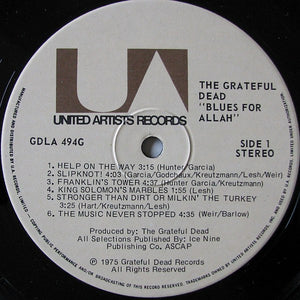 UA
UNITED ARTISTS RECORDS
THE GRATEFUL
DEAD
"BLUES FOR
ALLAH"
GDLA 494G
SIDE 1
STEREO
1. HELP ON THE WAY 3:15 (Hunter/Garcia)
2. SLIPKNOT! 4:03 (Garcia/Godchaux/Kreutzmann/Lesh/Weir)
3. FRANKLIN'S TOWER 4:37 (Hunter/Garcia/Kreutzmann)
4. KING SOLOMON'S MARBLES 1:55 (Lesh)
5. STRONGER THAN DIRT OR MILKIN' THE TURKEY
3:25 (Hart/Kreutzmann/Lesh)
6. THE MUSIC NEVER STOPPED 4:35 (Weir/Barlow)
Produced by: The Grateful Dead
All Selections Published By: Ice Nine
Publishing Co. ASCAP
℗ 1975 Grateful Dead Records
All Rights Reserved